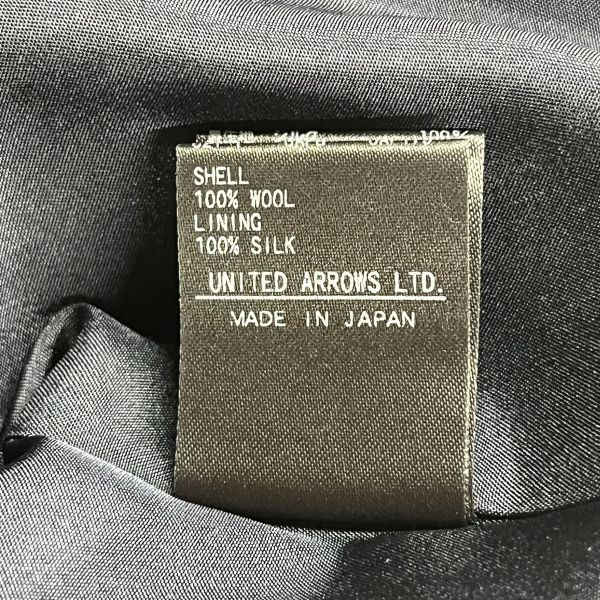 SHELL
100% WOOL
LINING
100% SILK
UNITED ARROWS LTD.
MADE IN JAPAN